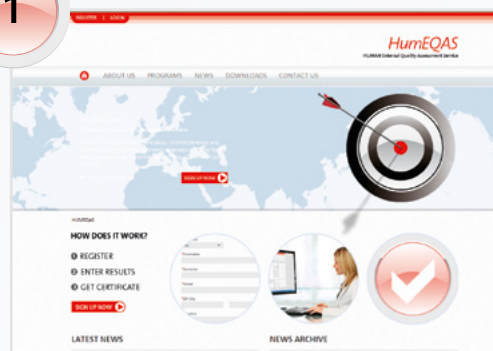 1
REGISTER | LOGIN
HumEQAS
HUMAN External Quality Assessment Service
ABOUT US PROGRAMS NEWS DOWNLOADS CONTACT US
SIGN UP NOW
HUMEQAS
HOW DOES IT WORK?
REGISTER
ENTER RESULTS
GET CERTIFICATE
SIGN UP NOW
LATEST NEWS NEWS ARCHIVE